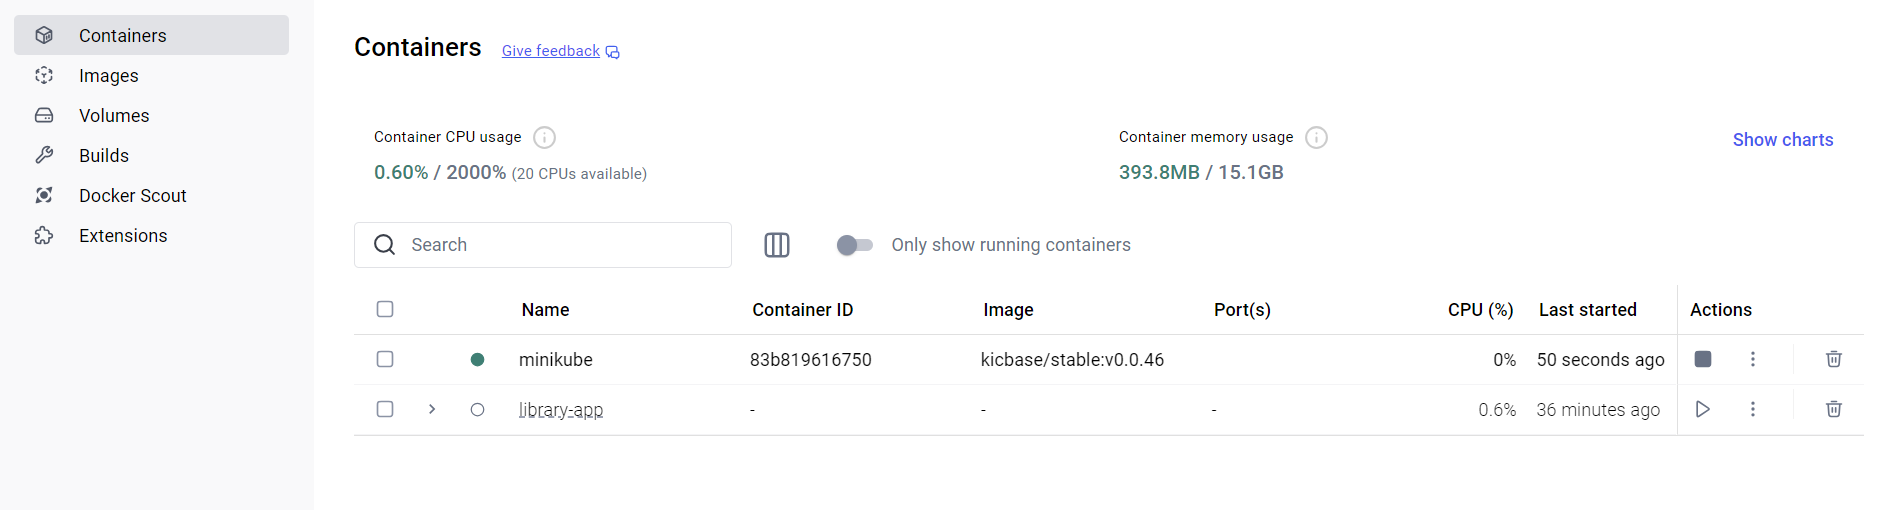 Containers
Images
Volumes
Builds
Docker Scout
Extensions
Containers Give feedback
Container CPU usage
0.60% / 2000% (20 CPUs available)
Container memory usage
393.8MB / 15.1GB
Show charts
Search
Only show running containers
Name Container ID Image Port(s) CPU (%) Last started Actions
minikube 83b819616750 kicbase/stable:v0.0.46 0% 50 seconds ago
library-app - - - 0.6% 36 minutes ago